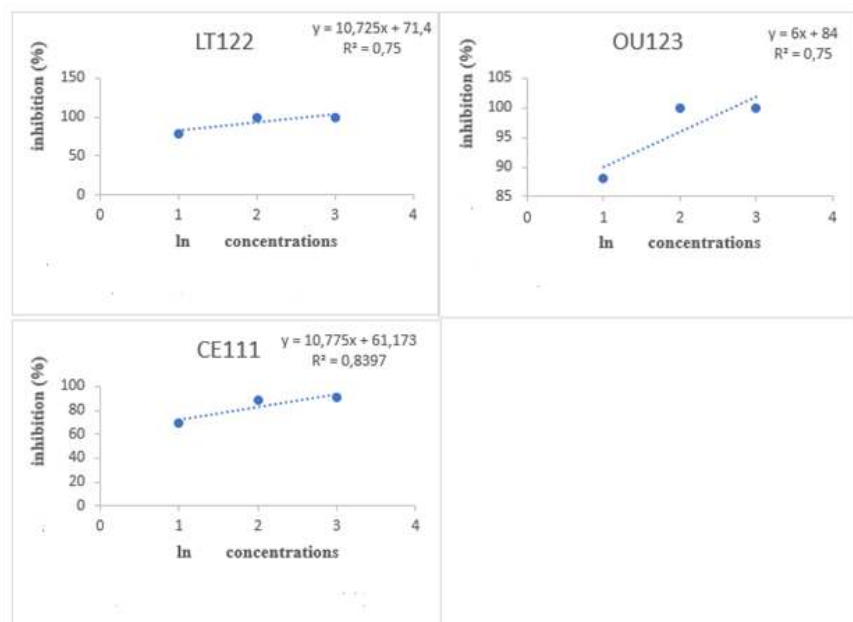 LT122
y = 10,725x + 71,4
R² = 0,75
inhibition (%)
150
100
50
0
0 1 2 3 4
ln concentrations
OU123
y = 6x + 84
R² = 0,75
inhibition (%)
105
100
95
90
85
0 1 2 3 4
ln concentrations
CE111
y = 10,775x + 61,173
R² = 0,8397
inhibition (%)
100
80
60
40
20
0
0 1 2 3 4
ln concentrations